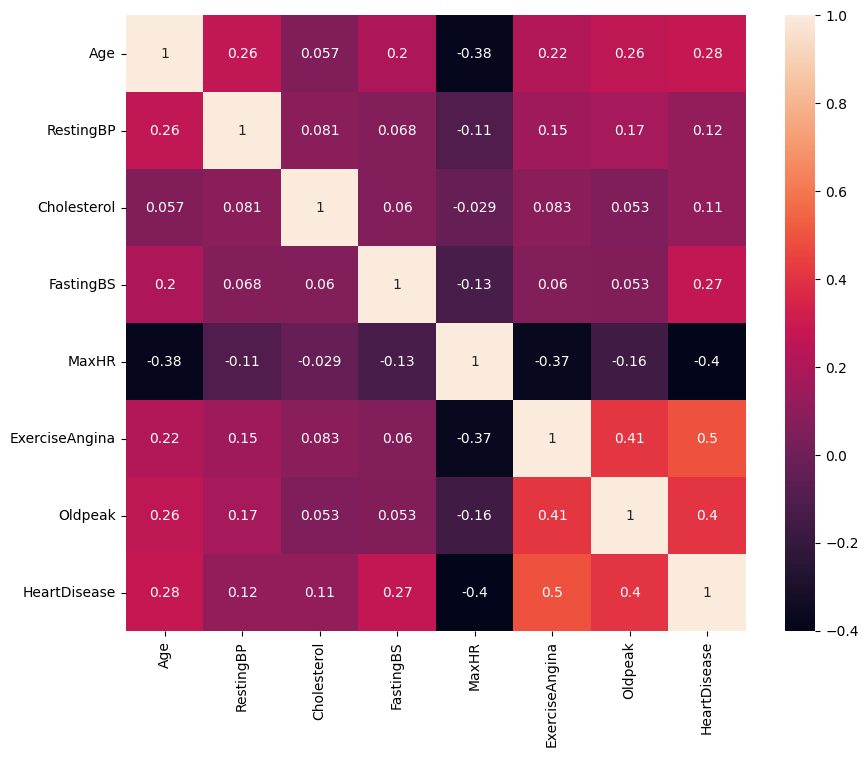 Age 1 0.26 0.057 0.2 -0.38 0.22 0.26 0.28
RestingBP 0.26 1 0.081 0.068 -0.11 0.15 0.17 0.12
Cholesterol 0.057 0.081 1 0.06 -0.029 0.083 0.053 0.11
FastingBS 0.2 0.068 0.06 1 -0.13 0.06 0.053 0.27
MaxHR -0.38 -0.11 -0.029 -0.13 1 -0.37 -0.16 -0.4
ExerciseAngina 0.22 0.15 0.083 0.06 -0.37 1 0.41 0.5
Oldpeak 0.26 0.17 0.053 0.053 -0.16 0.41 1 0.4
HeartDisease 0.28 0.12 0.11 0.27 -0.4 0.5 0.4 1
Age RestingBP Cholesterol FastingBS MaxHR ExerciseAngina Oldpeak HeartDisease
1.0
0.8
0.6
0.4
0.2
0.0
−0.2
−0.4